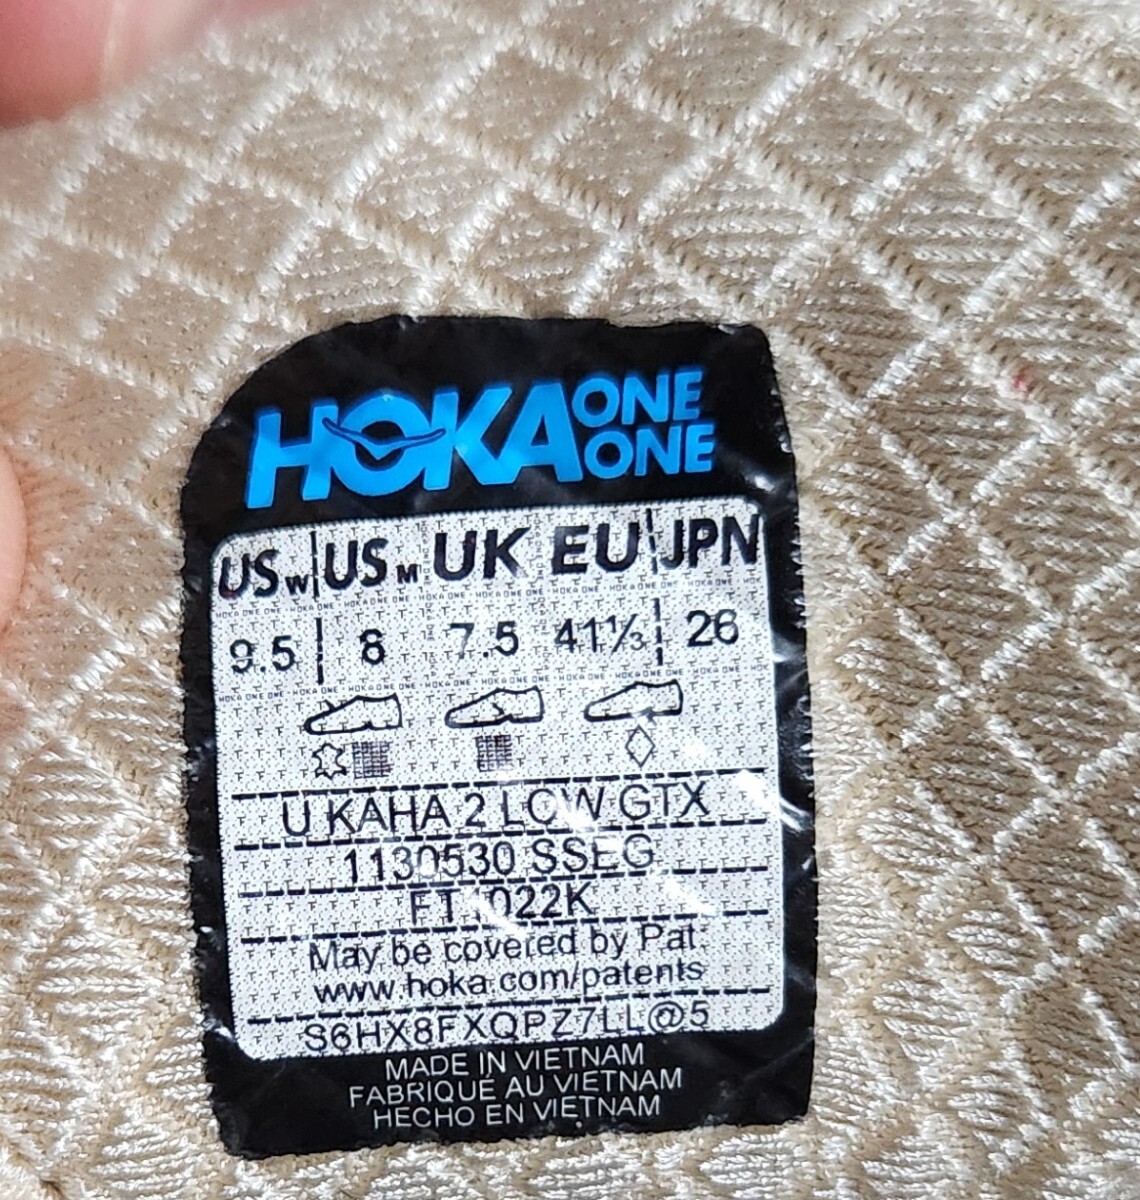 HOKA ONE ONE
US W US M UK EU JPN
9.5 8 7.5 41⅓ 26
U KAHA 2 LOW GTX
1130530 SSEG
FT1022K
May be covered by Pat.
www.hoka.com/patents
S6HX8FXQPZ7LL@5
MADE IN VIETNAM
FABRIQUÉ AU VIETNAM
HECHO EN VIETNAM